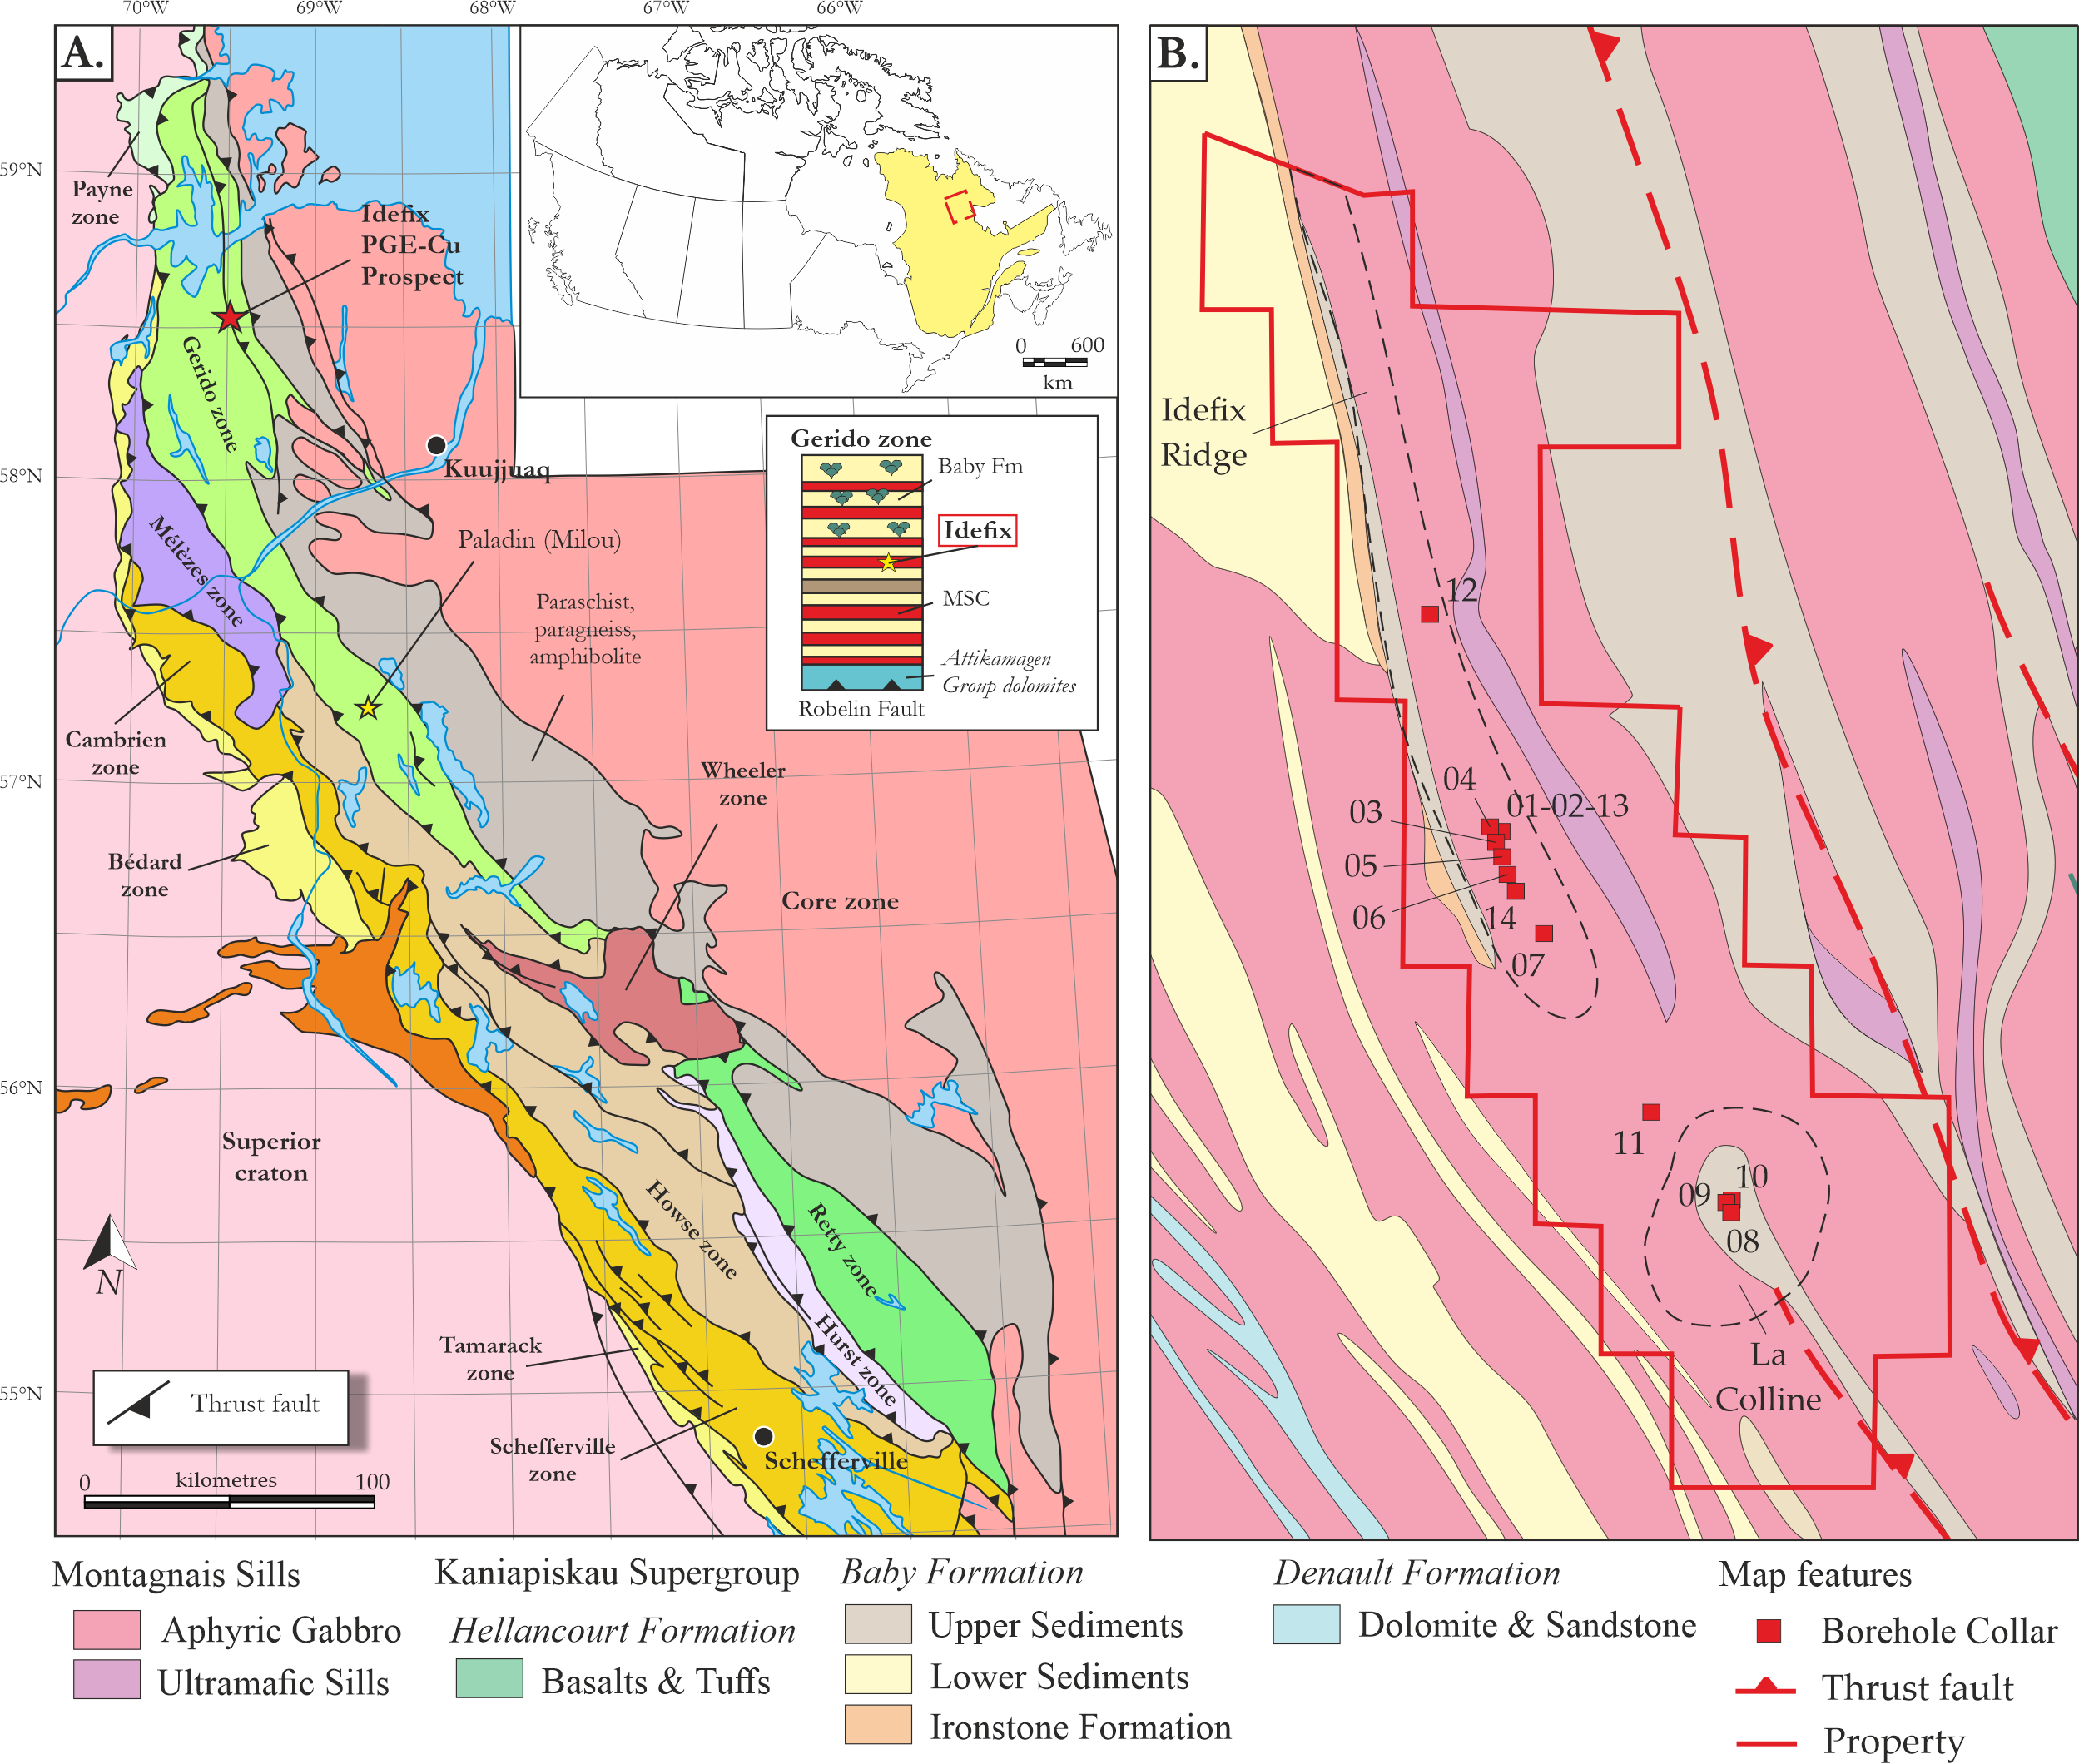 70°W 69°W 68°W 67°W 66°W
A.
59°N
58°N
57°N
56°N
55°N
Payne
zone
Idefix
PGE-Cu
Prospect
Gerido zone
Kuujjuaq
Mélèzes zone
Paladin (Milou)
Paraschist,
paragneiss,
amphibolite
Cambrien
zone
Bédard
zone
Wheeler
zone
Core zone
Superior
craton
N
Howse zone
Retty zone
Hurst zone
Tamarack
zone
Schefferville
zone
Schefferville
Thrust fault
0 kilometres 100
0 600
km
Gerido zone
Baby Fm
Idefix
MSC
Attikamagen
Group dolomites
Robelin Fault
B.
Idefix
Ridge
12
04
01-02-13
03
05
06
14
07
11
10
09
08
La
Colline
Montagnais Sills
Aphyric Gabbro
Ultramafic Sills
Kaniapiskau Supergroup
Hellancourt Formation
Basalts & Tuffs
Baby Formation
Upper Sediments
Lower Sediments
Ironstone Formation
Denault Formation
Dolomite & Sandstone
Map features
Borehole Collar
Thrust fault
Property